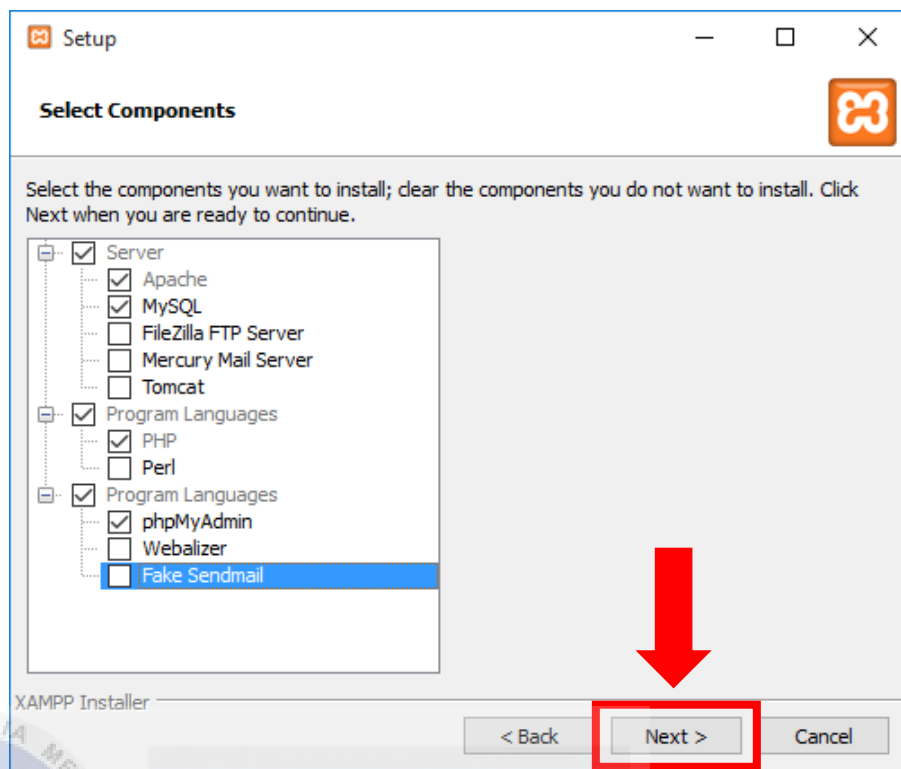 Setup
Select Components
Select the components you want to install; clear the components you do not want to install. Click
Next when you are ready to continue.
Server
Apache
MySQL
FileZilla FTP Server
Mercury Mail Server
Tomcat
Program Languages
PHP
Perl
Program Languages
phpMyAdmin
Webalizer
Fake Sendmail
XAMPP Installer
< Back
Next >
Cancel